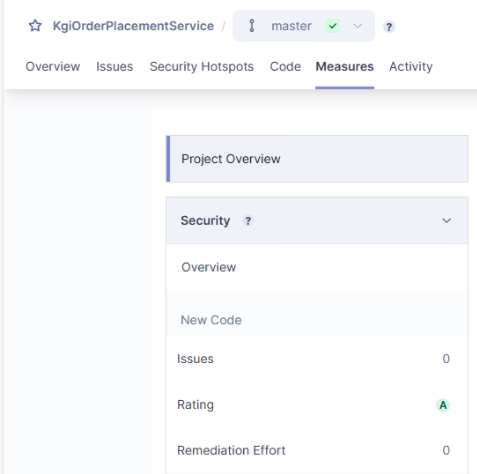 KgiOrderPlacementService / master ?
Overview Issues Security Hotspots Code Measures Activity
Project Overview
Security ?
Overview
New Code
Issues 0
Rating A
Remediation Effort 0